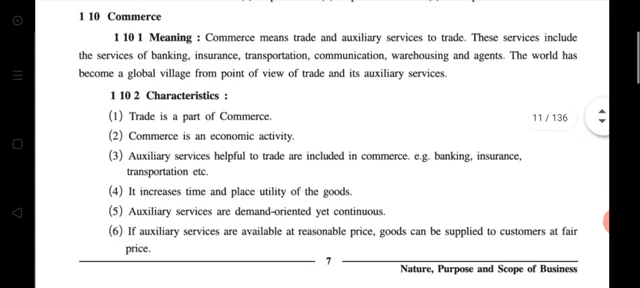 1 10 Commerce
1 10 1 Meaning : Commerce means trade and auxiliary services to trade. These services include
the services of banking, insurance, transportation, communication, warehousing and agents. The world has
become a global village from point of view of trade and its auxiliary services.
1 10 2 Characteristics :
(1) Trade is a part of Commerce.
11 / 136
(2) Commerce is an economic activity.
(3) Auxiliary services helpful to trade are included in commerce. e.g. banking, insurance,
transportation etc.
(4) It increases time and place utility of the goods.
(5) Auxiliary services are demand-oriented yet continuous.
(6) If auxiliary services are available at reasonable price, goods can be supplied to customers at fair
price.
7
Nature, Purpose and Scope of Business